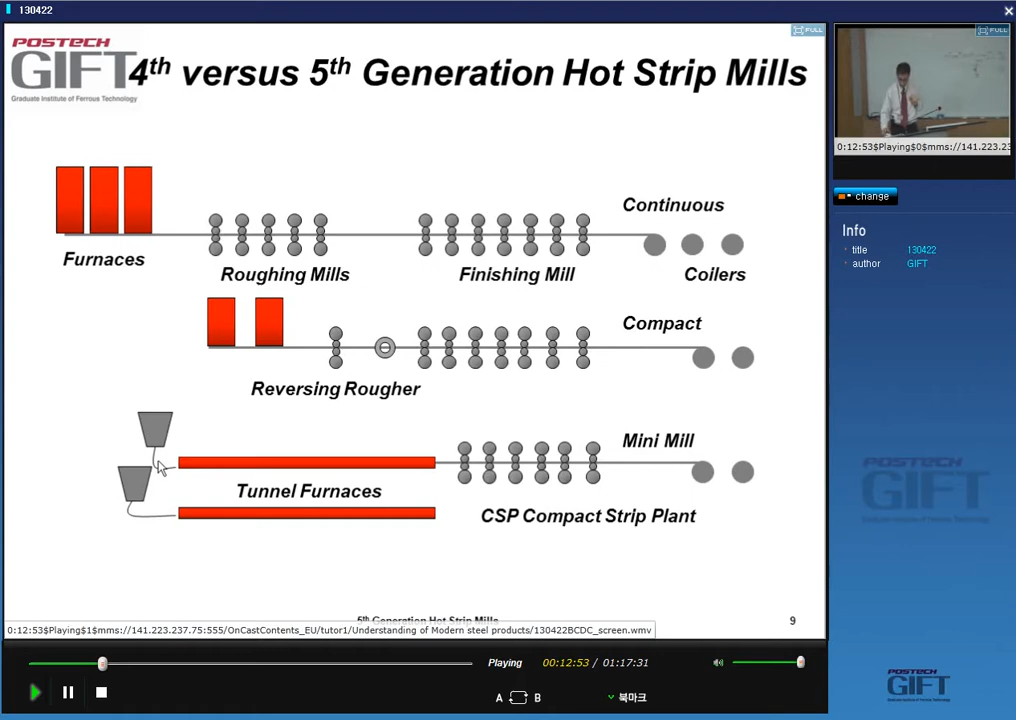 130422
FULL
FULL
POSTECH
GIFT
Graduate Institute of Ferrous Technology
4th versus 5th Generation Hot Strip Mills
Continuous
Furnaces
Roughing Mills
Finishing Mill
Coilers
Compact
Reversing Rougher
Mini Mill
Tunnel Furnaces
CSP Compact Strip Plant
5th Generation Hot Strip Mills
9
0:12:53$Playing$1$mms://141.223.237.75:555/OnCastContents_EU/tutor1/Understanding of Modern steel products/130422BCDC_screen.wmv
0:12:53$Playing$0$mms://141.223.23
change
Info
title 130422
author GIFT
POSTECH
GIFT
Playing 00:12:53 / 01:17:31
A B 북마크
POSTECH
GIFT